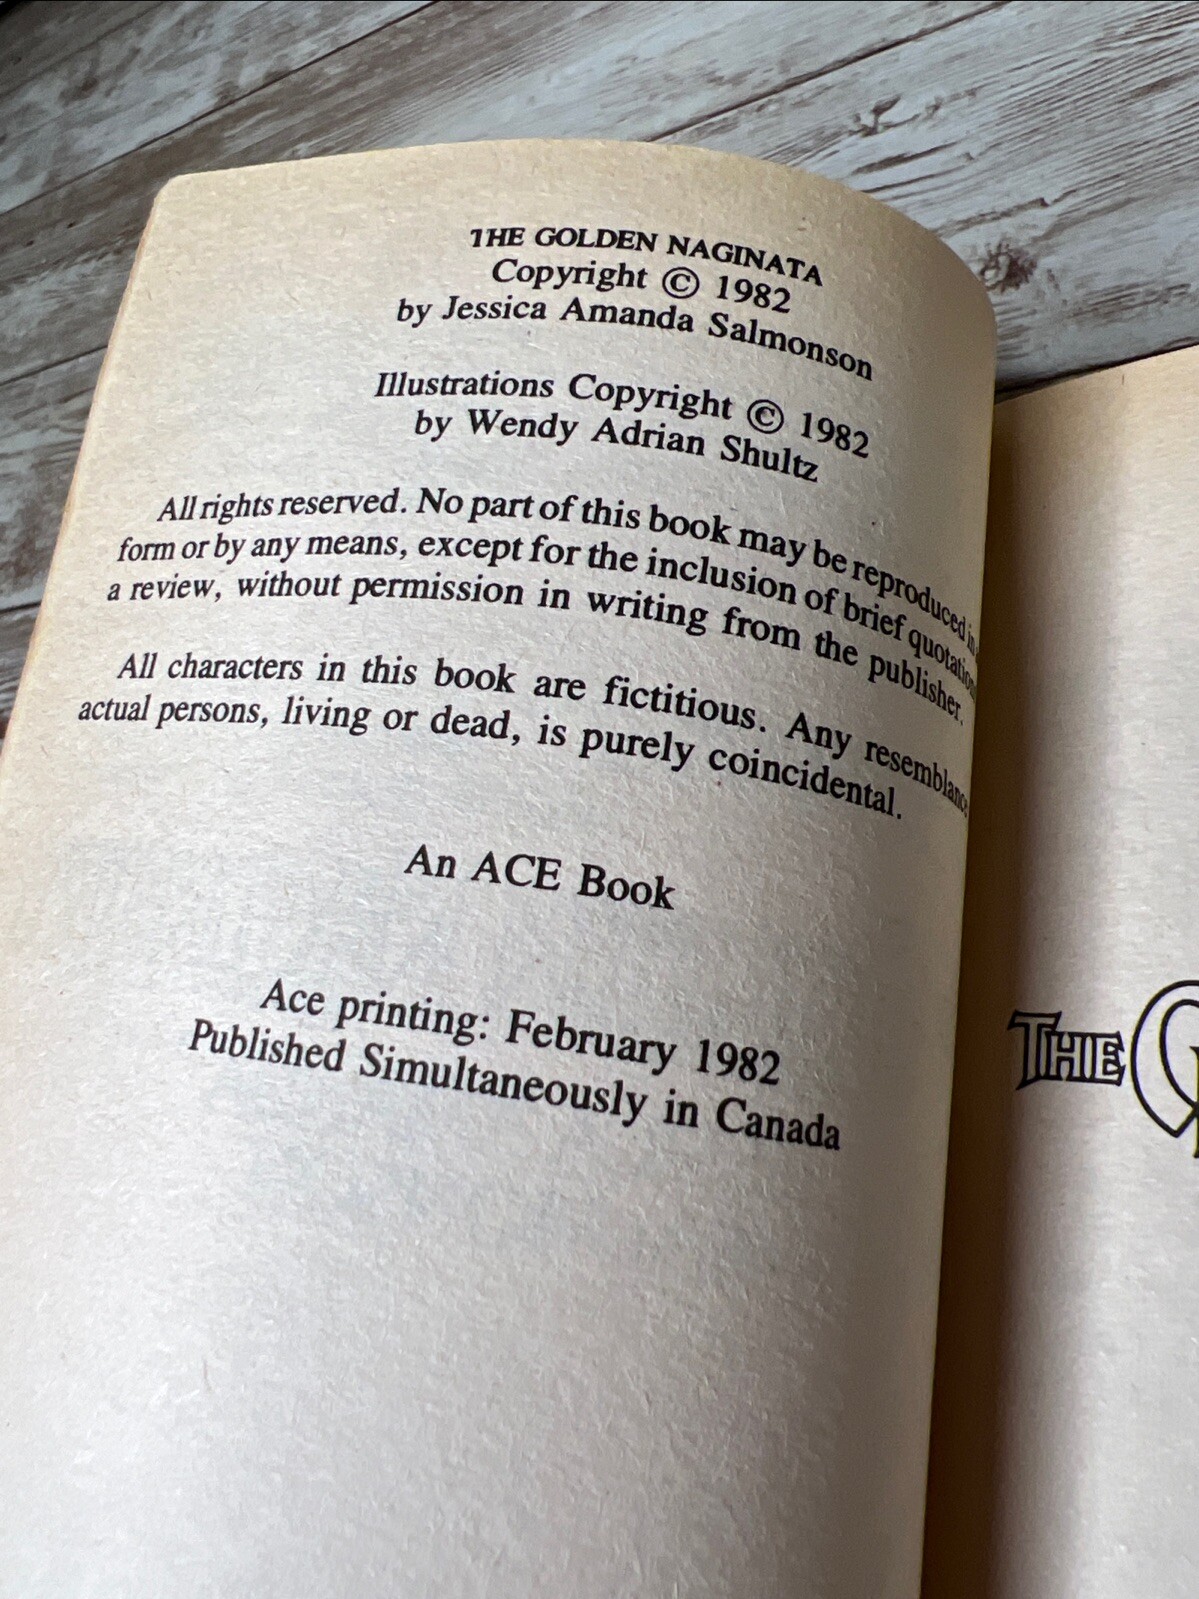 THE GOLDEN NAGINATA
Copyright © 1982
by Jessica Amanda Salmonson
Illustrations Copyright © 1982
by Wendy Adrian Shultz
All rights reserved. No part of this book may be reproduced in
form or by any means, except for the inclusion of brief quotations
a review, without permission in writing from the publisher.
All characters in this book are fictitious. Any resemblance
actual persons, living or dead, is purely coincidental.
An ACE Book
Ace printing: February 1982
Published Simultaneously in Canada
THE